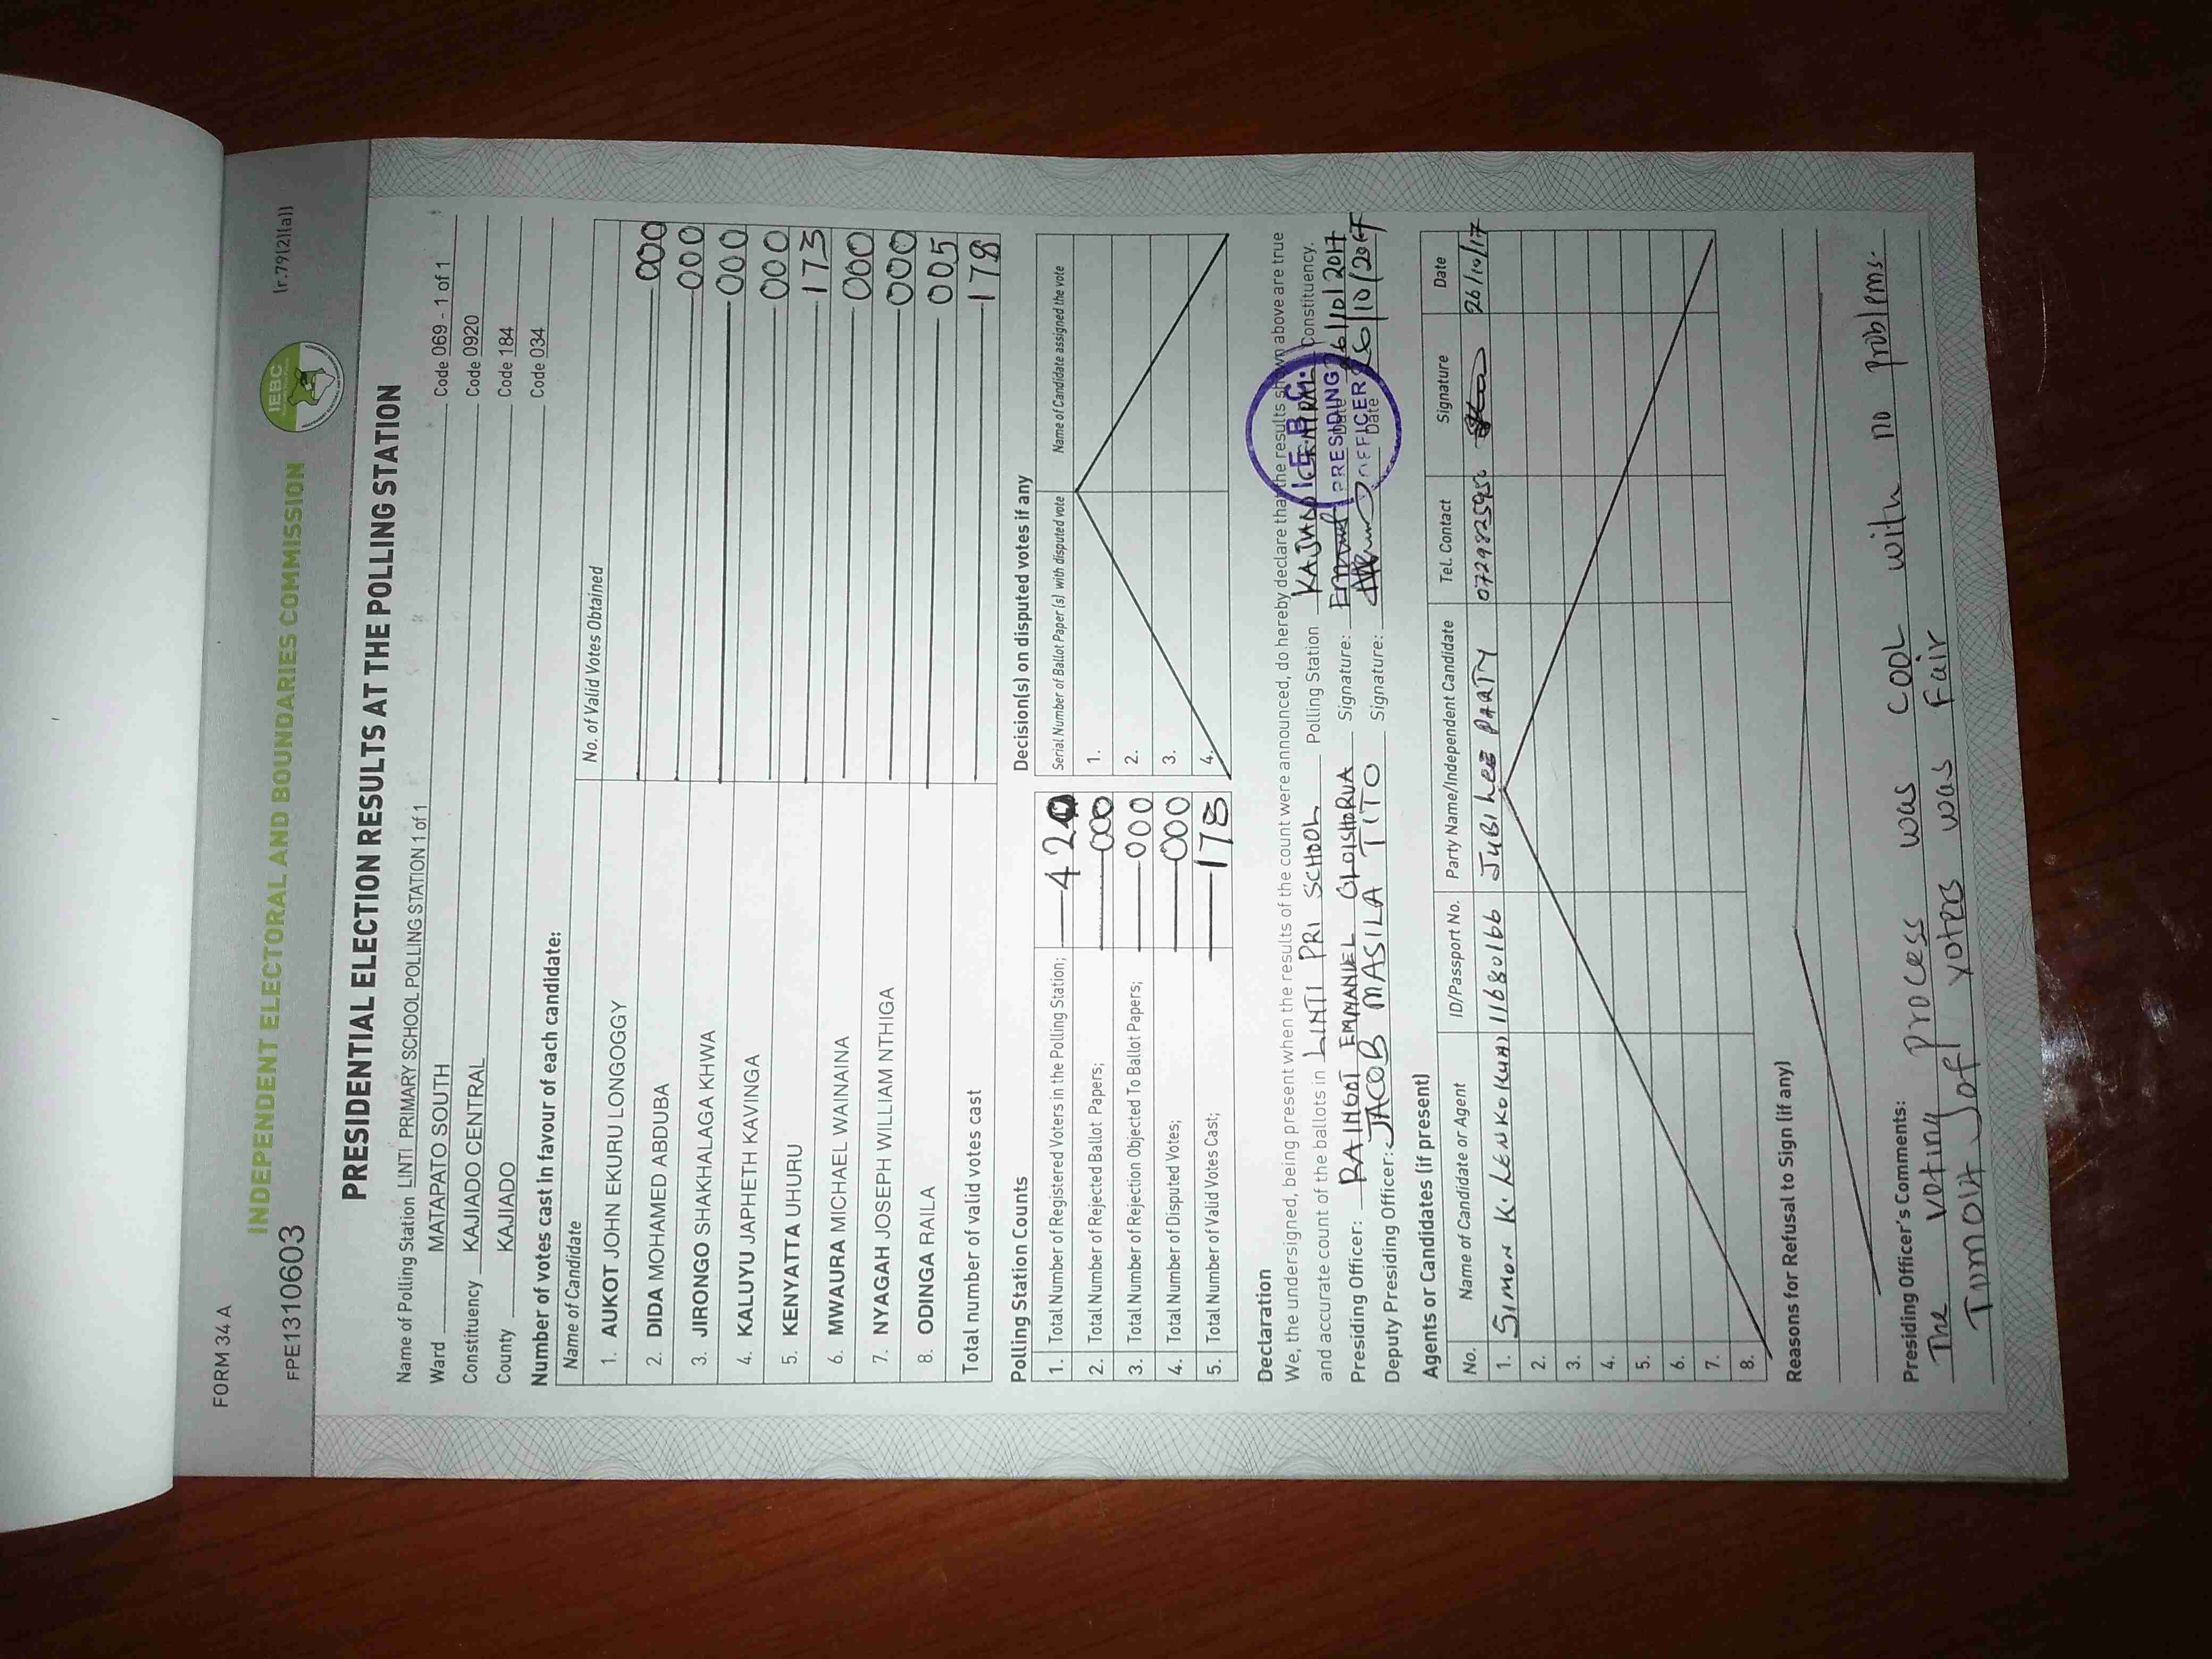 FORM 34 A
INDEPENDENT ELECTORAL AND BOUNDARIES COMMISSION
IEBC
(r.79(2)(a))
FPE1310603
PRESIDENTIAL ELECTION RESULTS AT THE POLLING STATION
Name of Polling Station LINTI PRIMARY SCHOOL POLLING STATION 1 of 1 Code 069 - 1 of 1
Ward MATAPATO SOUTH Code 0920
Constituency KAJIADO CENTRAL Code 184
County KAJIADO Code 034
Number of votes cast in favour of each candidate:
Name of Candidate No. of Valid Votes Obtained
1. AUKOT JOHN EKURU LONGOGGY 000
2. DIDA MOHAMED ABDUBA 000
3. JIRONGO SHAKHALAGA KHWA 000
4. KALUYU JAPHETH KAVINGA 000
5. KENYATTA UHURU 173
6. MWAURA MICHAEL WAINAINA 000
7. NYAGAH JOSEPH WILLIAM NTHIGA 000
8. ODINGA RAILA 005
Total number of valid votes cast 178
Polling Station Counts
1. Total Number of Registered Voters in the Polling Station; 420
2. Total Number of Rejected Ballot Papers; 000
3. Total Number of Rejection Objected To Ballot Papers; 000
4. Total Number of Disputed Votes; 000
5. Total Number of Valid Votes Cast; 178
Decision(s) on disputed votes if any
Serial Number of Ballot Paper(s) with disputed vote Name of Candidate assigned the vote
1.
2.
3.
4.
Declaration
We, the undersigned, being present when the results of the count were announced, do hereby declare that the results shown above are true
and accurate count of the ballots in LINTI PRI SCHOOL Polling Station KAJIADO CENTRAL Constituency.
Presiding Officer: EMMANUEL Signature: Date 26/10/2017
Deputy Presiding Officer: JACOB MASILA TITO Signature: Date 26/10/2017
I.E.B.C.
PRESIDING
OFFICER
Agents or Candidates (if present)
No. Name of Candidate or Agent ID/Passport No. Party Name/Independent Candidate Tel. Contact Signature Date
1. SIMON K. 11680166 JUBILEE PARTY 0729825956 26/10/17
2.
3.
4.
5.
6.
7.
8.
Reasons for Refusal to Sign (if any)
Presiding Officer's Comments:
The voting process was COOL with no problems.
of voters was Fair